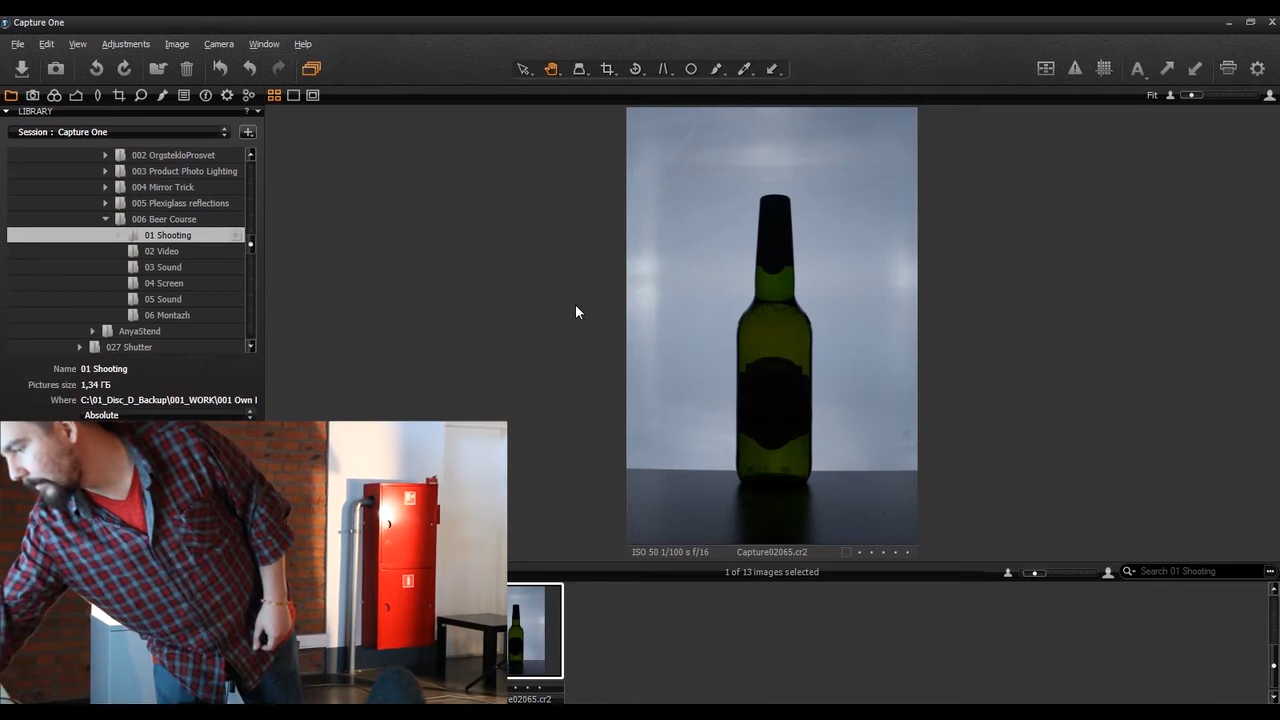 Capture One
File Edit View Adjustments Image Camera Window Help
Fit
LIBRARY
? 
Session : Capture One
002 OrgstekloProsvet
003 Product Photo Lighting
004 Mirror Trick
005 Plexiglass reflections
006 Beer Course
01 Shooting
02 Video
03 Sound
04 Screen
05 Sound
06 Montazh
AnyaStend
027 Shutter
Name 01 Shooting
Pictures size 1,34 ГБ
Where C:\01_Disc_D_Backup\001_WORK\001 Own
Absolute
ISO 50 1/100 s f/16 Capture02065.cr2
1 of 13 images selected
Search 01 Shooting
e02065.cr2